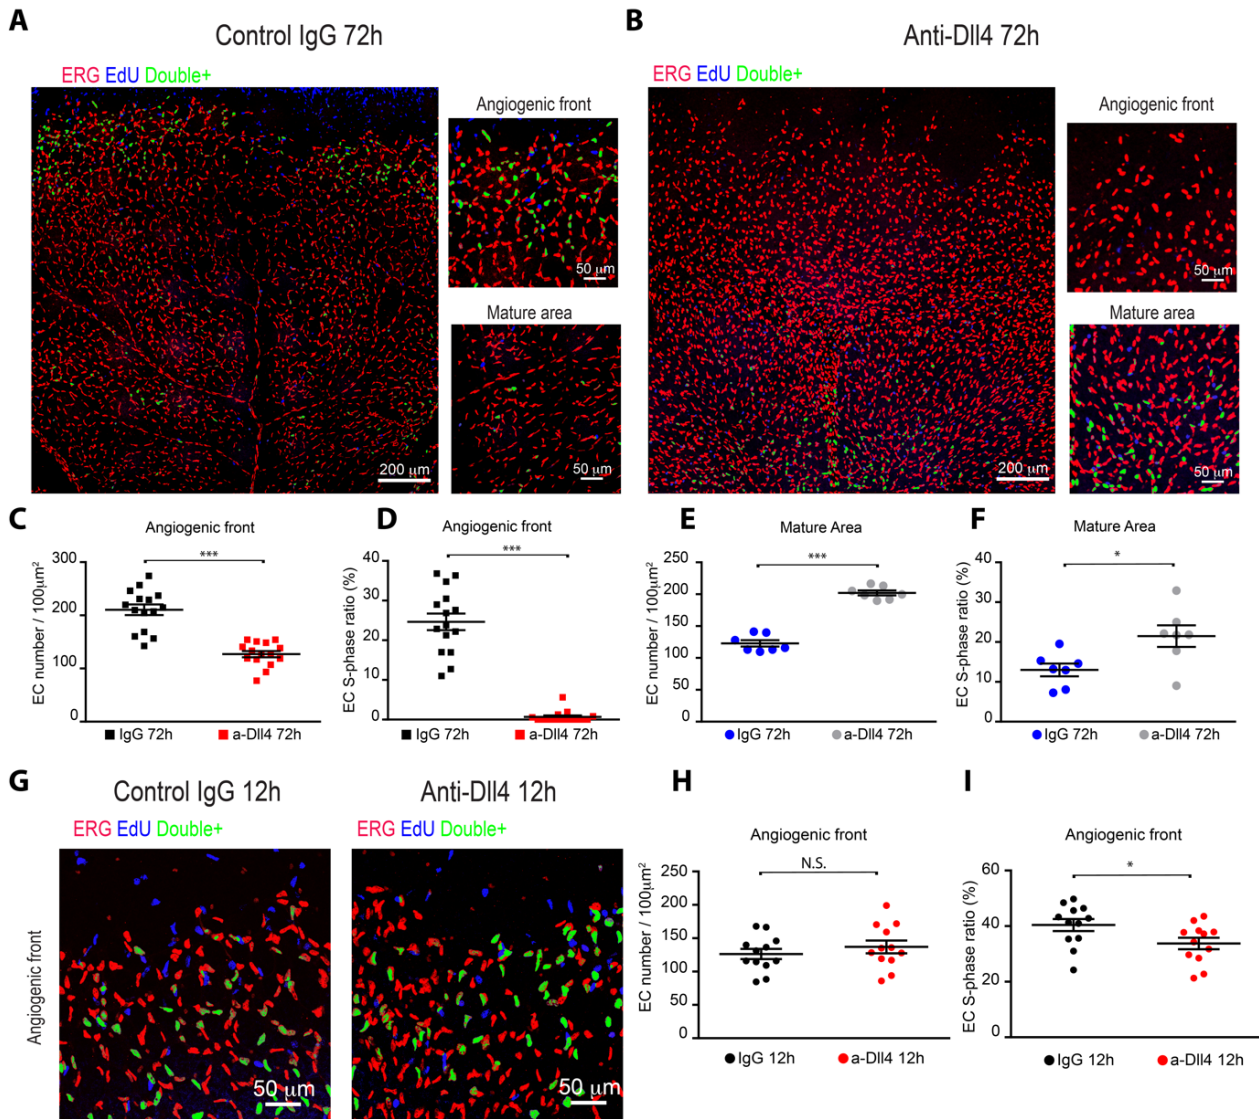 A
Control IgG 72h
ERG EdU Double+
Angiogenic front
50 μm
Mature area
50 μm
200 μm
B
Anti-Dll4 72h
ERG EdU Double+
Angiogenic front
50 μm
Mature area
50 μm
200 μm
C
Angiogenic front
***
EC number / 100μm²
300
200
100
0
IgG 72h
a-Dll4 72h
D
Angiogenic front
***
EC S-phase ratio (%)
40
30
20
10
0
IgG 72h
a-Dll4 72h
E
Mature Area
***
EC number / 100μm²
250
200
150
100
50
0
IgG 72h
a-Dll4 72h
F
Mature Area
*
EC S-phase ratio (%)
40
30
20
10
0
IgG 72h
a-Dll4 72h
G
Control IgG 12h
ERG EdU Double+
Angiogenic front
50 μm
Anti-Dll4 12h
ERG EdU Double+
50 μm
H
Angiogenic front
N.S.
EC number / 100μm²
250
200
150
100
50
0
IgG 12h
a-Dll4 12h
I
Angiogenic front
*
EC S-phase ratio (%)
60
40
20
0
IgG 12h
a-Dll4 12h